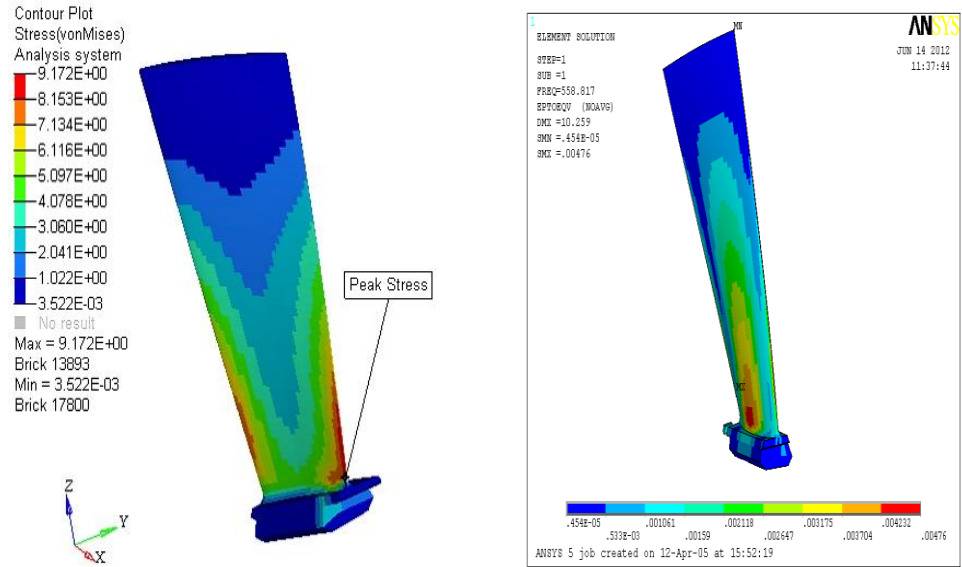 Contour Plot
Stress(vonMises)
Analysis system
9.172E+00
8.153E+00
7.134E+00
6.116E+00
5.097E+00
4.078E+00
3.060E+00
2.041E+00
1.022E+00
3.522E-03
No result
Max = 9.172E+00
Brick 13893
Min = 3.522E-03
Brick 17800
Peak Stress
Z
Y
X
1
ELEMENT SOLUTION
STEP=1
SUB =1
FREQ=558.817
EPTOEQV (NOAVG)
DMX =10.259
SMN =.454E-05
SMX =.00476
MN
ANSYS
JUN 14 2012
11:37:44
MX
.454E-05 .001061 .002118 .003175 .004232
.533E-03 .00159 .002647 .003704 .00476
ANSYS 5 job created on 12-Apr-05 at 15:52:19